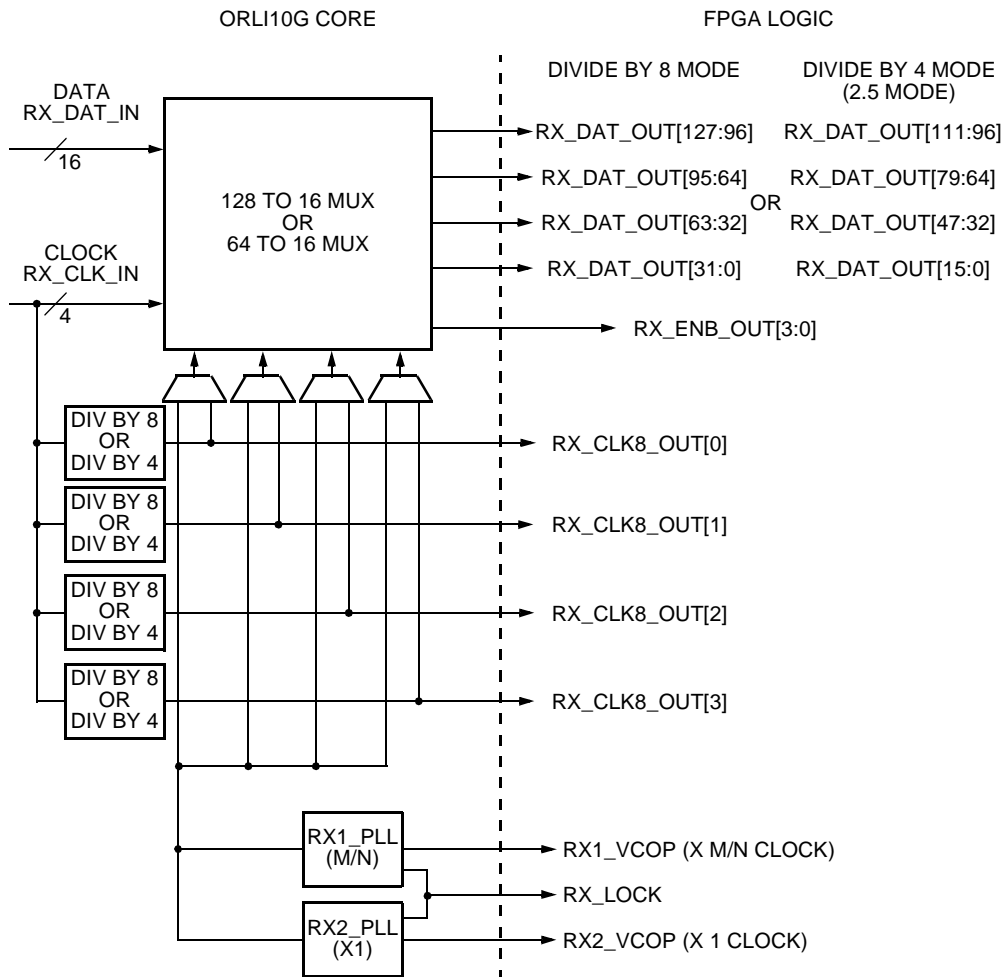 ORLI10G CORE
FPGA LOGIC
DIVIDE BY 8 MODE
DIVIDE BY 4 MODE
(2.5 MODE)
DATA
RX_DAT_IN
16
128 TO 16 MUX
OR
64 TO 16 MUX
RX_DAT_OUT[127:96]
RX_DAT_OUT[111:96]
RX_DAT_OUT[95:64]
RX_DAT_OUT[79:64]
OR
RX_DAT_OUT[63:32]
RX_DAT_OUT[47:32]
RX_DAT_OUT[31:0]
RX_DAT_OUT[15:0]
CLOCK
RX_CLK_IN
4
RX_ENB_OUT[3:0]
DIV BY 8
OR
DIV BY 4
RX_CLK8_OUT[0]
DIV BY 8
OR
DIV BY 4
RX_CLK8_OUT[1]
DIV BY 8
OR
DIV BY 4
RX_CLK8_OUT[2]
DIV BY 8
OR
DIV BY 4
RX_CLK8_OUT[3]
RX1_PLL
(M/N)
RX1_VCOP (X M/N CLOCK)
RX_LOCK
RX2_PLL
(X1)
RX2_VCOP (X 1 CLOCK)